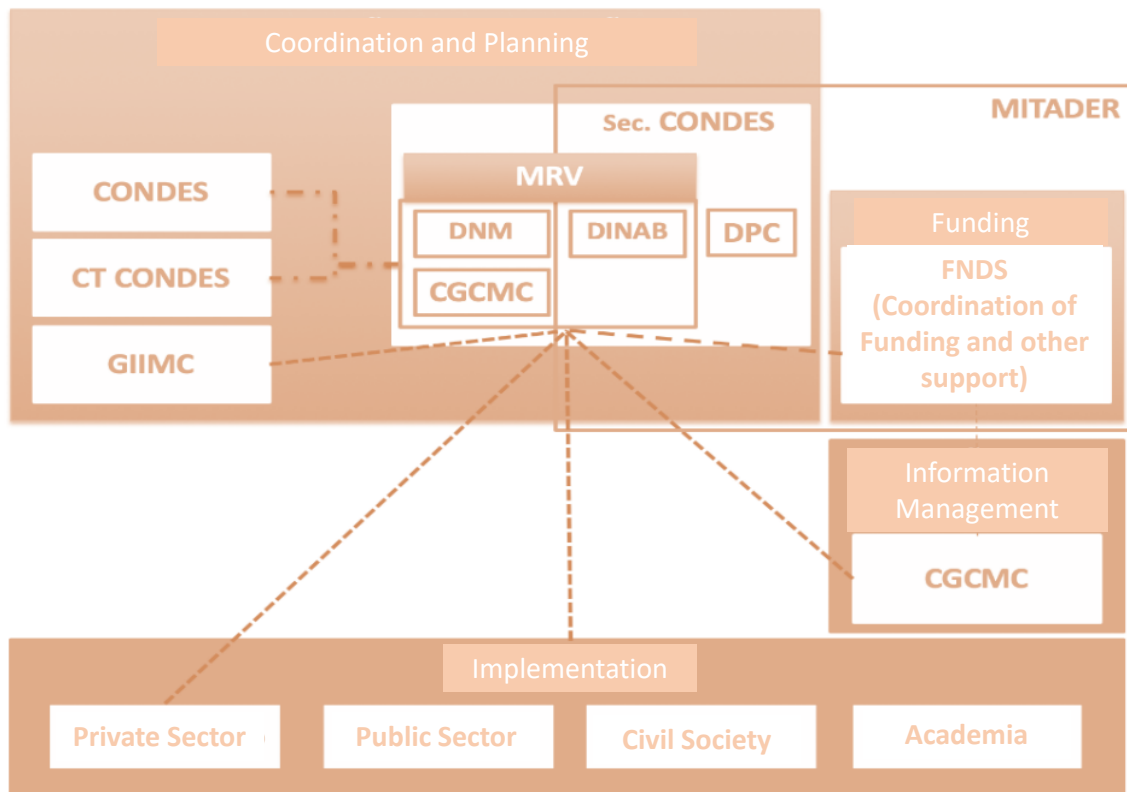 Coordination and Planning
Sec. CONDES
MITADER
MRV
CONDES
DNM
DINAB
DPC
Funding
CT CONDES
CGCMC
FNDS
(Coordination of
Funding and other
support)
GIIMC
Information
Management
CGCMC
Implementation
Private Sector
Public Sector
Civil Society
Academia